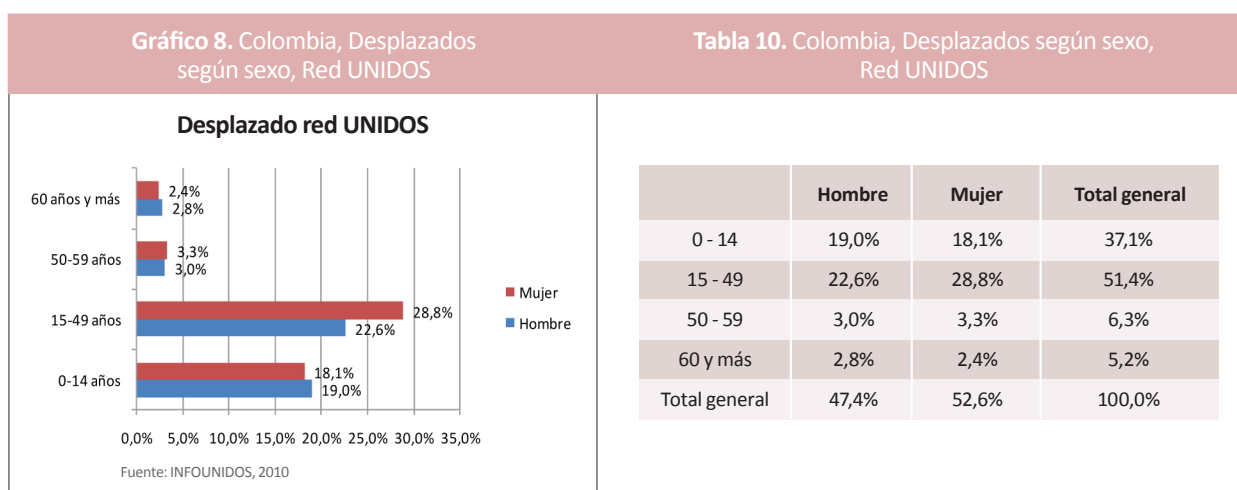 Gráfico 8. Colombia, Desplazados
según sexo, Red UNIDOS
Desplazado red UNIDOS
60 años y más
2,4%
2,8%
50-59 años
3,3%
3,0%
15-49 años
28,8%
22,6%
0-14 años
18,1%
19,0%
Mujer
Hombre
0,0% 5,0% 10,0% 15,0% 20,0% 25,0% 30,0% 35,0%
Fuente: INFOUNIDOS, 2010
Tabla 10. Colombia, Desplazados según sexo,
Red UNIDOS
Hombre Mujer Total general
0 - 14 19,0% 18,1% 37,1%
15 - 49 22,6% 28,8% 51,4%
50 - 59 3,0% 3,3% 6,3%
60 y más 2,8% 2,4% 5,2%
Total general 47,4% 52,6% 100,0%